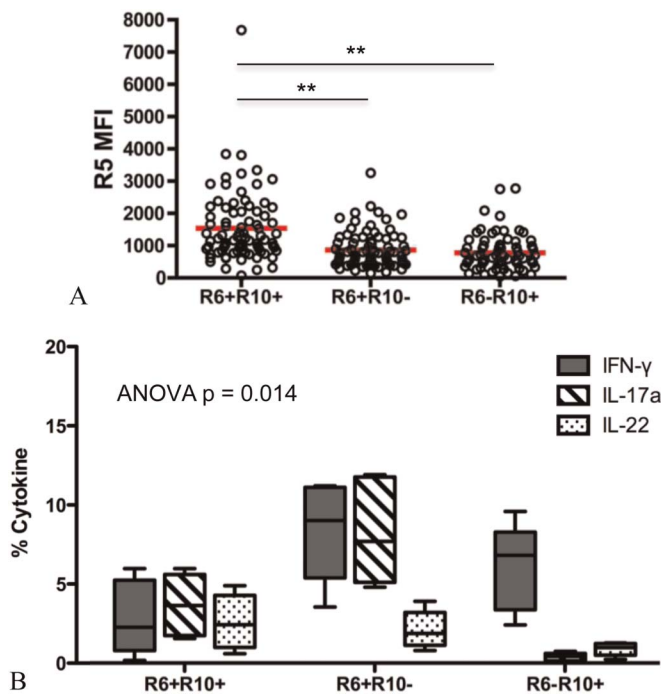 8000
7000
6000
5000
4000
3000
2000
1000
0
R5 MFI
**
**
R6+R10+ R6+R10- R6-R10+
A
20
15
10
5
0
% Cytokine
ANOVA p = 0.014
IFN-γ
IL-17a
IL-22
R6+R10+ R6+R10- R6-R10+
B